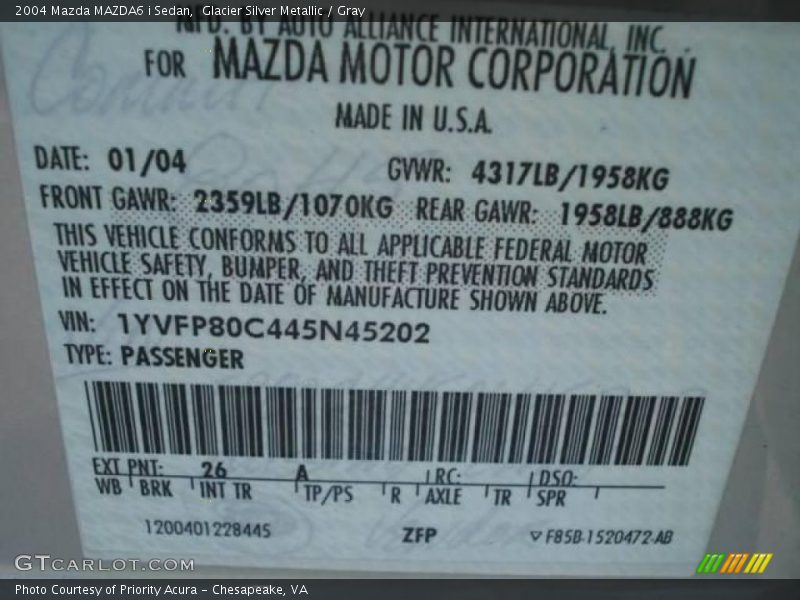 2004 Mazda MAZDA6 i Sedan, Glacier Silver Metallic / Gray
MFD. BY AUTO ALLIANCE INTERNATIONAL, INC.
FOR MAZDA MOTOR CORPORATION
MADE IN U.S.A.
DATE: 01/04 GVWR: 4317LB/1958KG
FRONT GAWR: 2359LB/1070KG REAR GAWR: 1958LB/888KG
THIS VEHICLE CONFORMS TO ALL APPLICABLE FEDERAL MOTOR
VEHICLE SAFETY, BUMPER, AND THEFT PREVENTION STANDARDS
IN EFFECT ON THE DATE OF MANUFACTURE SHOWN ABOVE.
VIN: 1YVFP80C445N45202
TYPE: PASSENGER
EXT PNT: 26 A RC: DSO:
WB BRK INT TR TP/PS R AXLE TR SPR
1200401228445 ZFP F85B-1520472-AB
GTCARLOT.COM
Photo Courtesy of Priority Acura – Chesapeake, VA